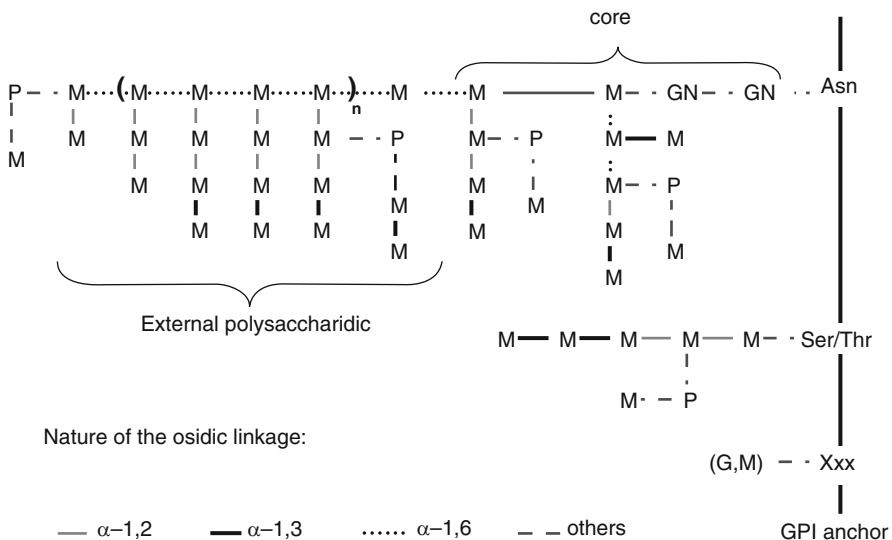 core
P M (M M M M)n M M M GN GN Asn
M M M M M P M P M M
M M M M M M M M P
M M M M M M M
M M
External polysaccharidic
M M M M M Ser/Thr
M P
Nature of the osidic linkage:
(G,M) Xxx
α–1,2 α–1,3 α–1,6 others
GPI anchor